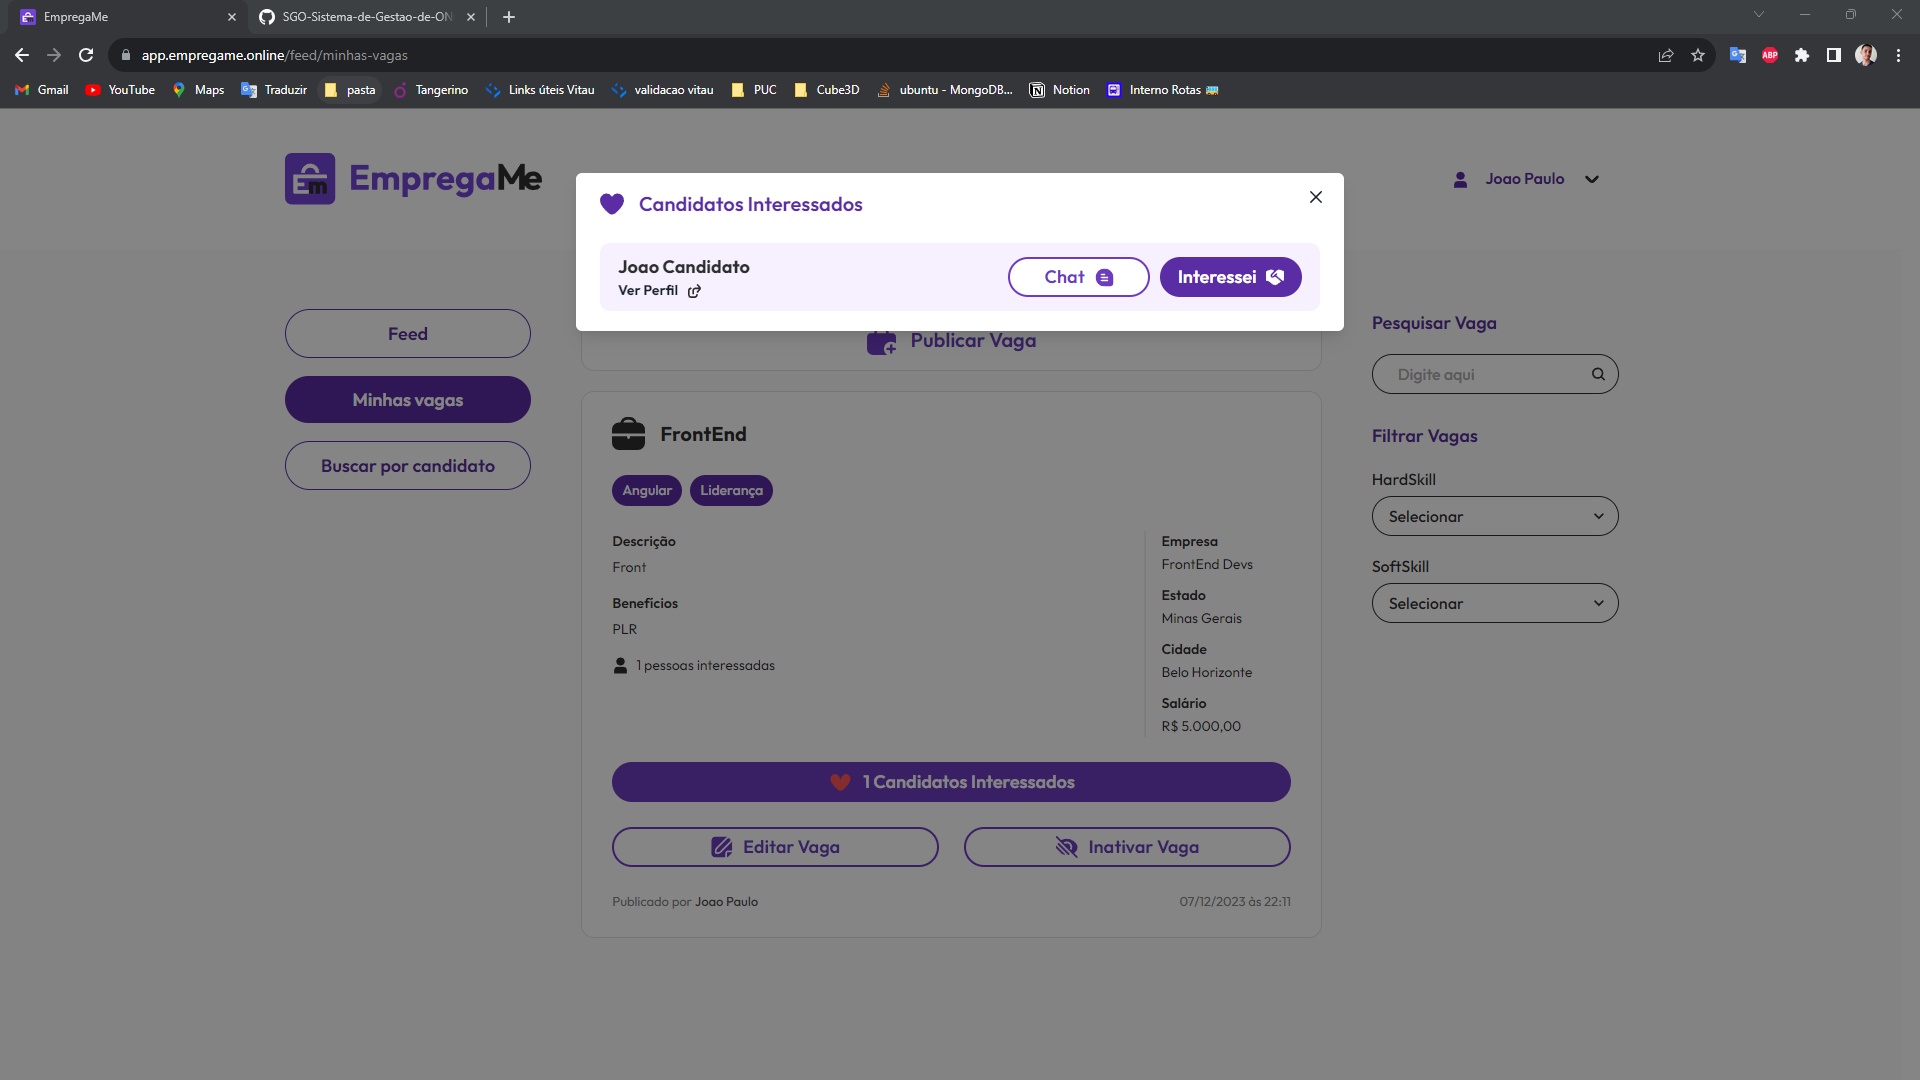 EmpregaMe
SGO-Sistema-de-Gestao-de-ON
app.empregame.online/feed/minhas-vagas
ABP
Gmail
YouTube
Maps
Traduzir
pasta
Tangerino
Links úteis Vitau
validacao vitau
PUC
Cube3D
ubuntu - MongoDB...
Notion
Interno Rotas
Em
EmpregaMe
Joao Paulo
Candidatos Interessados
Joao Candidato
Ver Perfil
Chat
Interessei
Publicar Vaga
Feed
Minhas vagas
Buscar por candidato
FrontEnd
Angular
Liderança
Descrição
Front
Benefícios
PLR
1 pessoas interessadas
Empresa
FrontEnd Devs
Estado
Minas Gerais
Cidade
Belo Horizonte
Salário
R$ 5.000,00
1 Candidatos Interessados
Editar Vaga
Inativar Vaga
Publicado por Joao Paulo
07/12/2023 às 22:11
Pesquisar Vaga
Digite aqui
Filtrar Vagas
HardSkill
Selecionar
SoftSkill
Selecionar